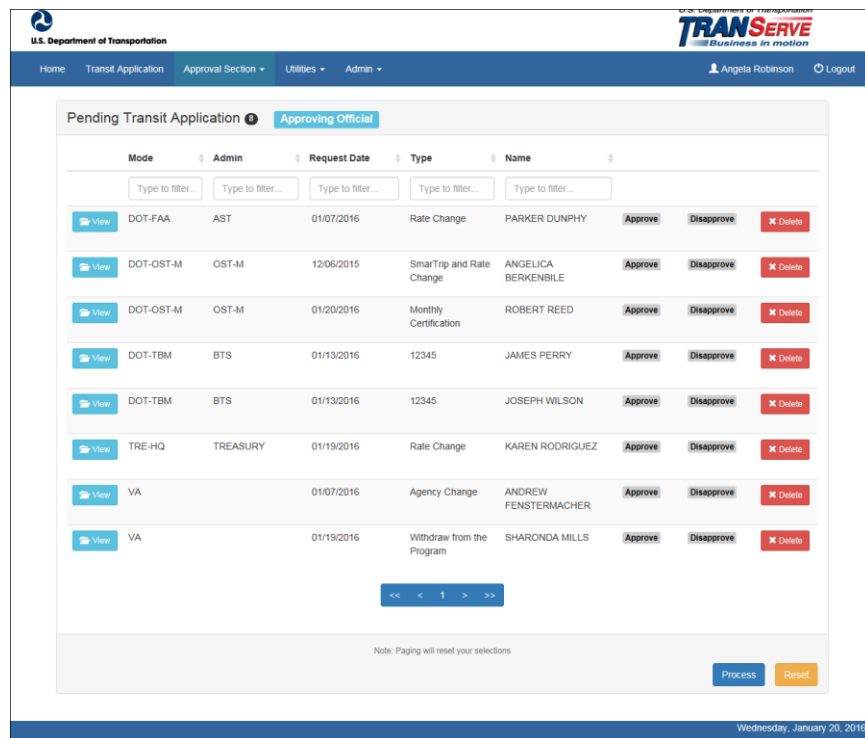 U.S. Department of Transportation
U.S. Department of Transportation
TRANSERVE
Business in motion
Home Transit Application Approval Section Utilities Admin Angela Robinson Logout
Pending Transit Application 8 Approving Official
Mode Admin Request Date Type Name
Type to filter.. Type to filter... Type to filter... Type to filter... Type to filter...
View DOT-FAA AST 01/07/2016 Rate Change PARKER DUNPHY Approve Disapprove Delete
View DOT-OST-M OST-M 12/06/2015 SmarTrip and Rate ANGELICA Approve Disapprove Delete
Change BERKENBILE
View DOT-OST-M OST-M 01/20/2016 Monthly ROBERT REED Approve Disapprove Delete
Certification
View DOT-TBM BTS 01/13/2016 12345 JAMES PERRY Approve Disapprove Delete
View DOT-TBM BTS 01/13/2016 12345 JOSEPH WILSON Approve Disapprove Delete
View TRE-HQ TREASURY 01/19/2016 Rate Change KAREN RODRIGUEZ Approve Disapprove Delete
View VA 01/07/2016 Agency Change ANDREW Approve Disapprove Delete
FENSTERMACHER
View VA 01/19/2016 Withdraw from the SHARONDA MILLS Approve Disapprove Delete
Program
<< < 1 > >>
Note: Paging will reset your selections
Process Reset
Wednesday, January 20, 2016